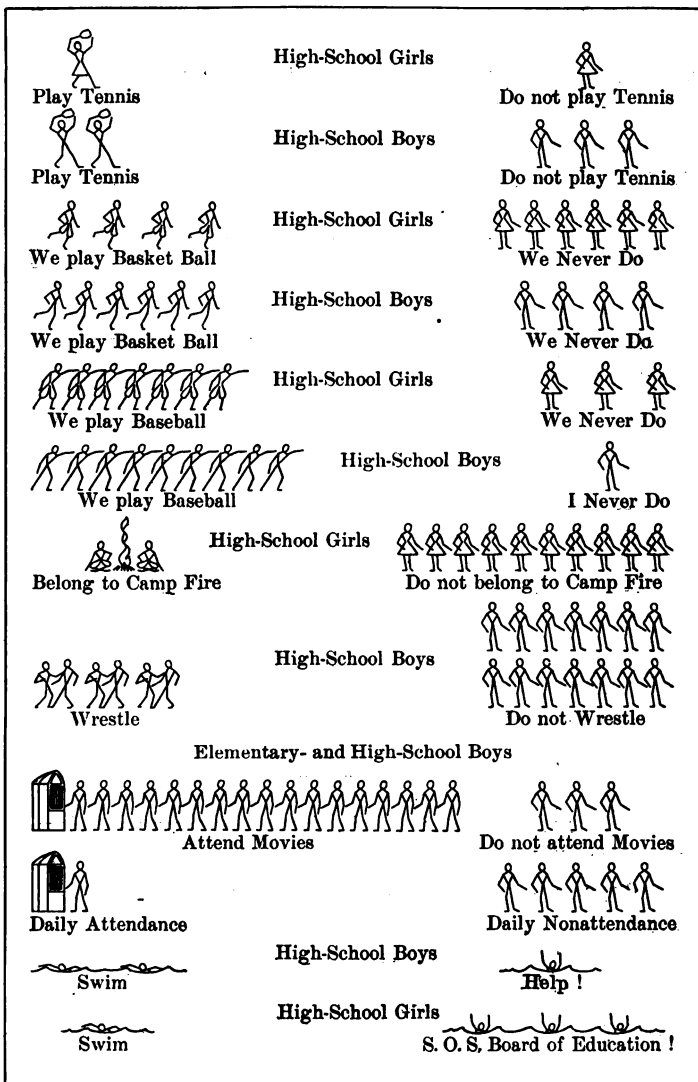 High-School Girls
Play Tennis Do not play Tennis
High-School Boys
Play Tennis Do not play Tennis
High-School Girls
We play Basket Ball We Never Do
High-School Boys
We play Basket Ball We Never Do
High-School Girls
We play Baseball We Never Do
High-School Boys
We play Baseball I Never Do
High-School Girls
Belong to Camp Fire Do not belong to Camp Fire
High-School Boys
Wrestle Do not Wrestle
Elementary- and High-School Boys
Attend Movies Do not attend Movies
Daily Attendance Daily Nonattendance
High-School Boys
Swim Help !
High-School Girls
Swim S. O. S. Board of Education !